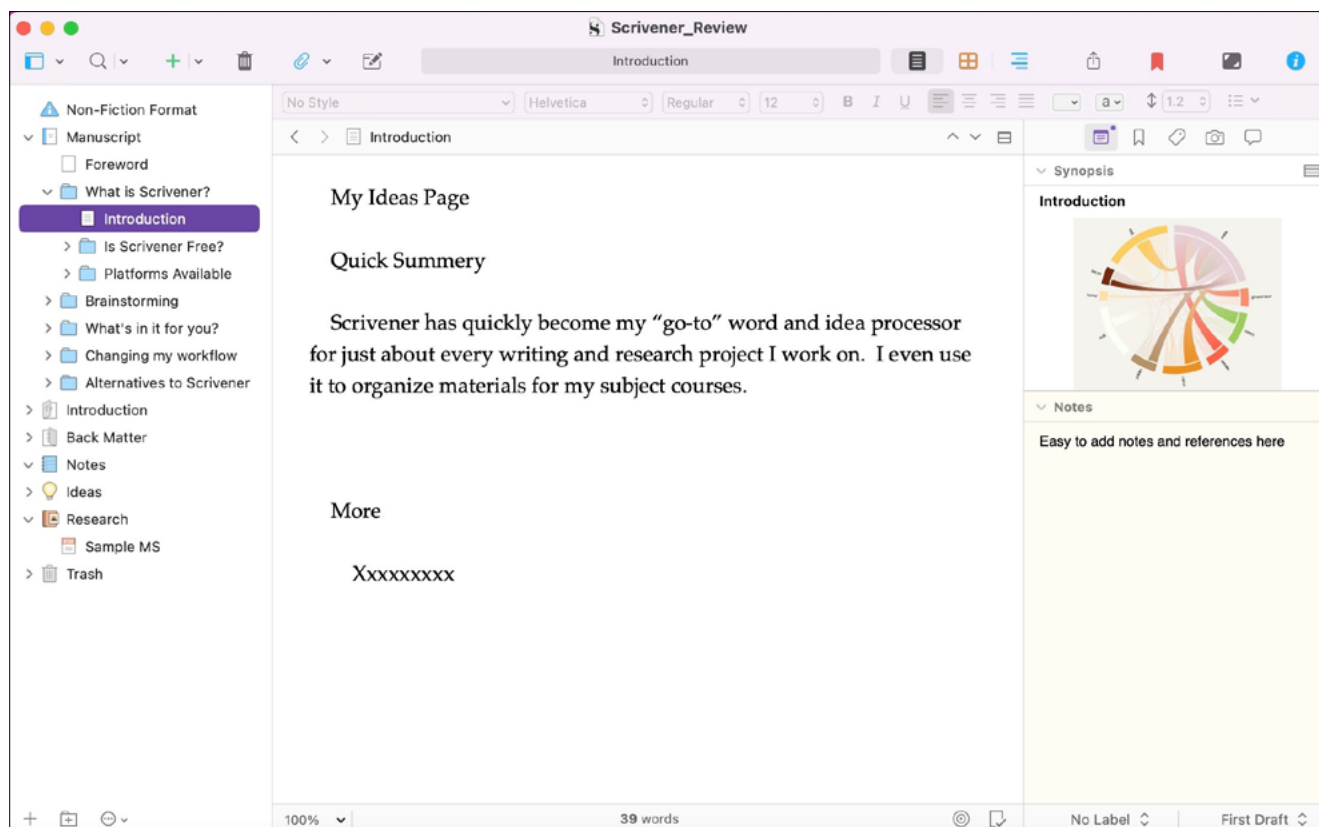 Scrivener_Review
Introduction
Non-Fiction Format
Manuscript
Foreword
What is Scrivener?
Introduction
Is Scrivener Free?
Platforms Available
Brainstorming
What's in it for you?
Changing my workflow
Alternatives to Scrivener
Introduction
Back Matter
Notes
Ideas
Research
Sample MS
Trash
No Style Helvetica Regular 12 B I U a 1.2
Introduction
My Ideas Page
Quick Summery
Scrivener has quickly become my “go-to” word and idea processor
for just about every writing and research project I work on. I even use
it to organize materials for my subject courses.
More
Xxxxxxxxx
100% 39 words
Synopsis
Introduction
Notes
Easy to add notes and references here
No Label First Draft